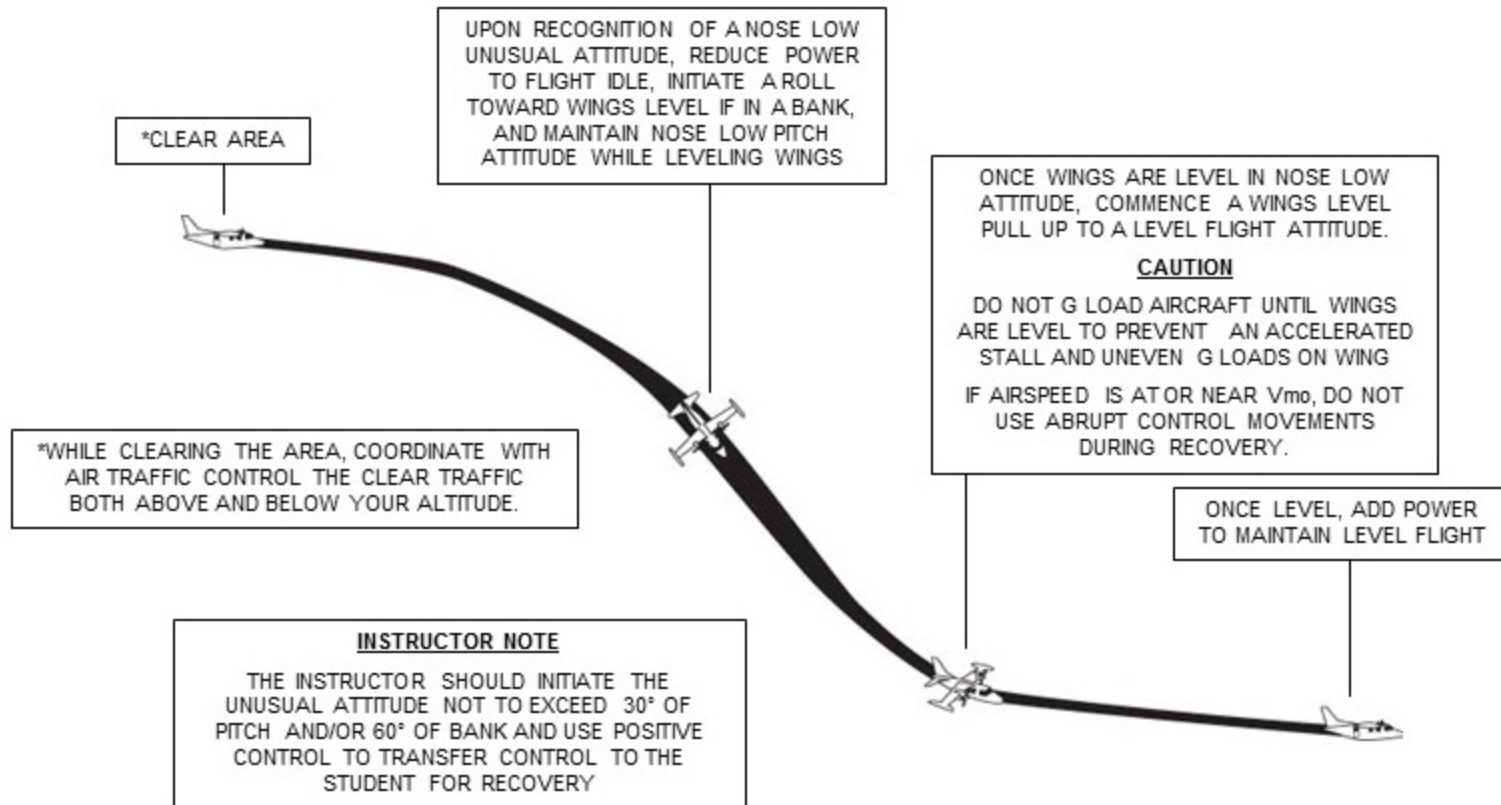 *CLEAR AREA
UPON RECOGNITION OF A NOSE LOW
UNUSUAL ATTITUDE, REDUCE POWER
TO FLIGHT IDLE, INITIATE A ROLL
TOWARD WINGS LEVEL IF IN A BANK,
AND MAINTAIN NOSE LOW PITCH
ATTITUDE WHILE LEVELING WINGS
ONCE WINGS ARE LEVEL IN NOSE LOW
ATTITUDE, COMMENCE A WINGS LEVEL
PULL UP TO A LEVEL FLIGHT ATTITUDE.
CAUTION
DO NOT G LOAD AIRCRAFT UNTIL WINGS
ARE LEVEL TO PREVENT AN ACCELERATED
STALL AND UNEVEN G LOADS ON WING
IF AIRSPEED IS AT OR NEAR Vmo, DO NOT
USE ABRUPT CONTROL MOVEMENTS
DURING RECOVERY.
*WHILE CLEARING THE AREA, COORDINATE WITH
AIR TRAFFIC CONTROL THE CLEAR TRAFFIC
BOTH ABOVE AND BELOW YOUR ALTITUDE.
ONCE LEVEL, ADD POWER
TO MAINTAIN LEVEL FLIGHT
INSTRUCTOR NOTE
THE INSTRUCTOR SHOULD INITIATE THE
UNUSUAL ATTITUDE NOT TO EXCEED 30° OF
PITCH AND/OR 60° OF BANK AND USE POSITIVE
CONTROL TO TRANSFER CONTROL TO THE
STUDENT FOR RECOVERY